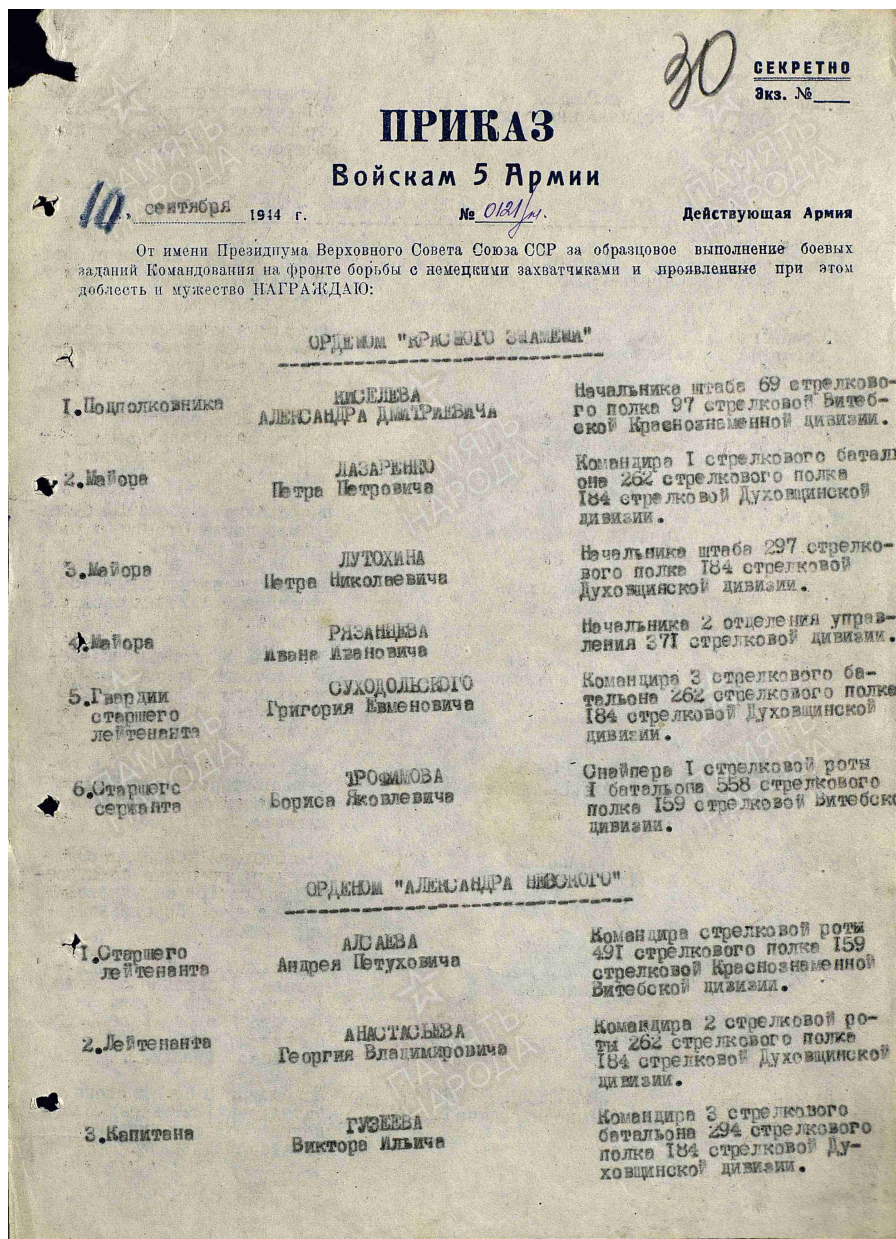 30
СЕКРЕТНО
Экз. №
ПРИКАЗ
Войскам 5 Армии
10, сентября 1944 г. № 0121/н. Действующая Армия
От имени Президиума Верховного Совета Союза ССР за образцовое выполнение боевых
заданий Командования на фронте борьбы с немецкими захватчиками и проявленные при этом
доблесть и мужество НАГРАЖДАЮ:
ОРДЕНОМ "КРАСНОГО ЗНАМЕНИ"
1.Подполковника
КИСЕЛЕВА
АЛЕКСАНДРА ДМИТРИЕВИЧА
Начальника штаба 69 стрелково-
го полка 97 стрелковой Витеб-
ской Краснознаменной дивизии.
2.Майора
ЛАЗАРЕНКО
Петра Петровича
Командира I стрелкового батальи
она 262 стрелкового полка
184 стрелковой Духовщинской
дивизии.
3.Майора
ЛУТОХИНА
Петра Николаевича
Начальника штаба 297 стрелко-
вого полка 184 стрелковой
Духовщинской дивизии.
4.Майора
РЯЗАНЦЕВА
Ивана Ивановича
Начальника 2 отделения управ-
ления 371 стрелковой дивизии.
5.Гвардии
старшего
лейтенанта
СУХОДОЛЬСКОГО
Григория Евменовича
Командира 3 стрелкового ба-
тальона 262 стрелкового полка
184 стрелковой Духовщинской
дивизии.
6.Старшего
сержанта
ТРОФИМОВА
Бориса Яковлевича
Снайпера I стрелковой роты
I батальона 558 стрелкового
полка 159 стрелковой Витебско
дивизии.
ОРДЕНОМ "АЛЕКСАНДРА НЕВСКОГО"
1.Старшего
лейтенанта
АЛСАЕВА
Андрея Петуховича
Командира стрелковой роты
491 стрелкового полка 159
стрелковой Краснознаменной
Витебской дивизии.
2.Лейтенанта
АНАСТАСЬЕВА
Георгия Владимировича
Командира 2 стрелковой ро-
ты 262 стрелкового полка
184 стрелковой Духовщинской
дивизии.
3.Капитана
ГУЗЕЕВА
Виктора Ильича
Командира 3 стрелкового
батальона 294 стрелкового
полка 184 стрелковой Ду-
ховщинской дивизии.
ПАМЯТЬ
НАРОДА